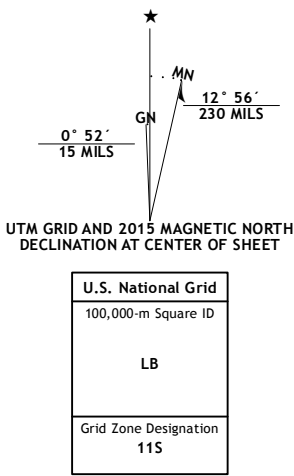 ★
MN
GN
12° 56´
230 MILS
0° 52´
15 MILS
UTM GRID AND 2015 MAGNETIC NORTH
DECLINATION AT CENTER OF SHEET
U.S. National Grid
100,000-m Square ID
LB
Grid Zone Designation
11S